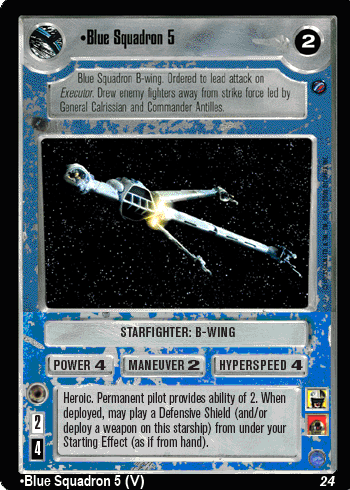 •Blue Squadron 5
2
Blue Squadron B-wing. Ordered to lead attack on
Executor. Drew enemy fighters away from strike force led by
General Calrissian and Commander Antilles.
STARFIGHTER: B-WING
POWER 4 MANEUVER 2 HYPERSPEED 4
Heroic. Permanent pilot provides ability of 2. When
deployed, may play a Defensive Shield (and/or
deploy a weapon on this starship) from under your
Starting Effect (as if from hand).
2
4
•Blue Squadron 5 (V) 24